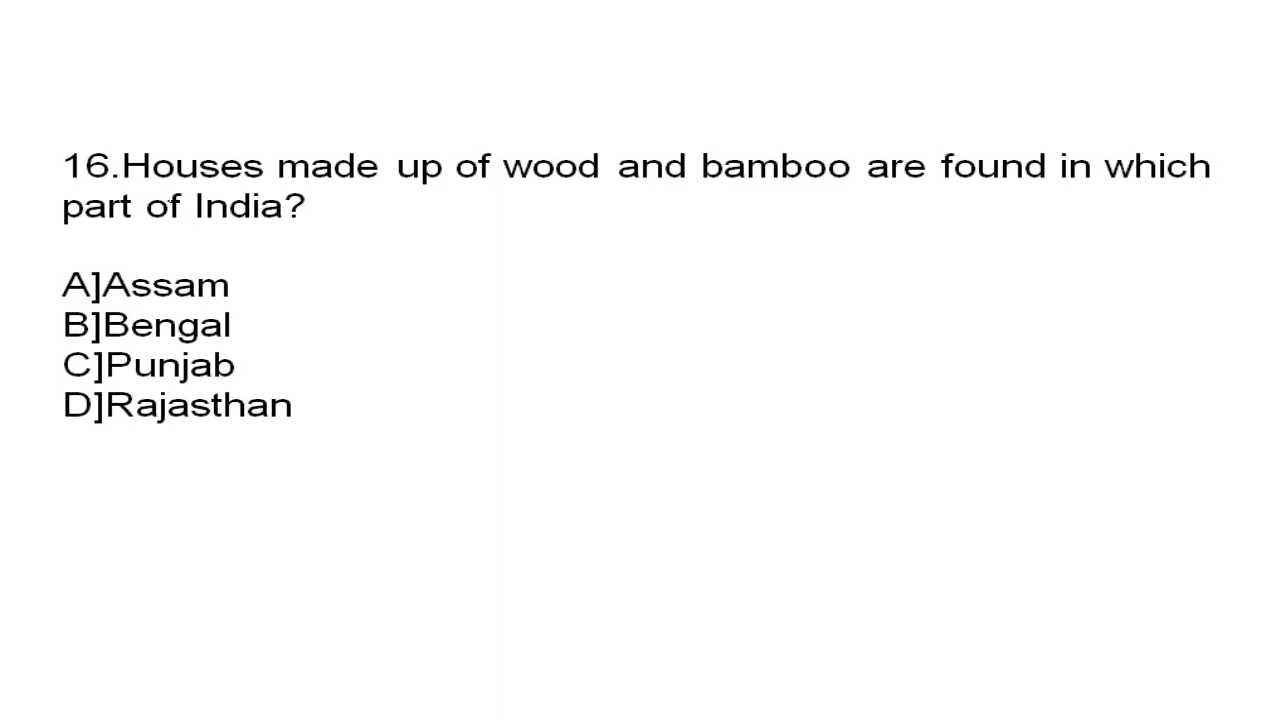 16.Houses made up of wood and bamboo are found in which
part of India?
A]Assam
B]Bengal
C]Punjab
D]Rajasthan